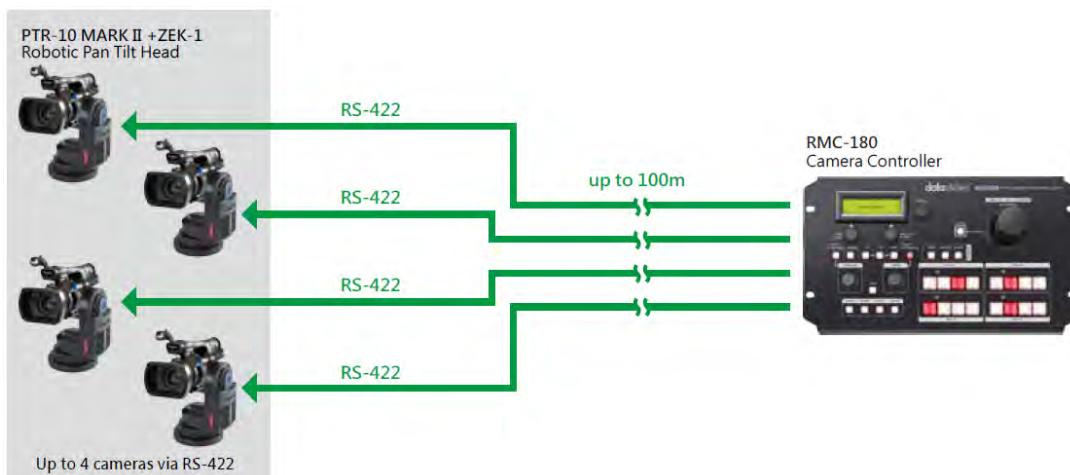 PTR-10 MARK II +ZEK-1
Robotic Pan Tilt Head
RS-422
RMC-180
Camera Controller
up to 100m
datavideo
RS-422
RS-422
RS-422
Up to 4 cameras via RS-422